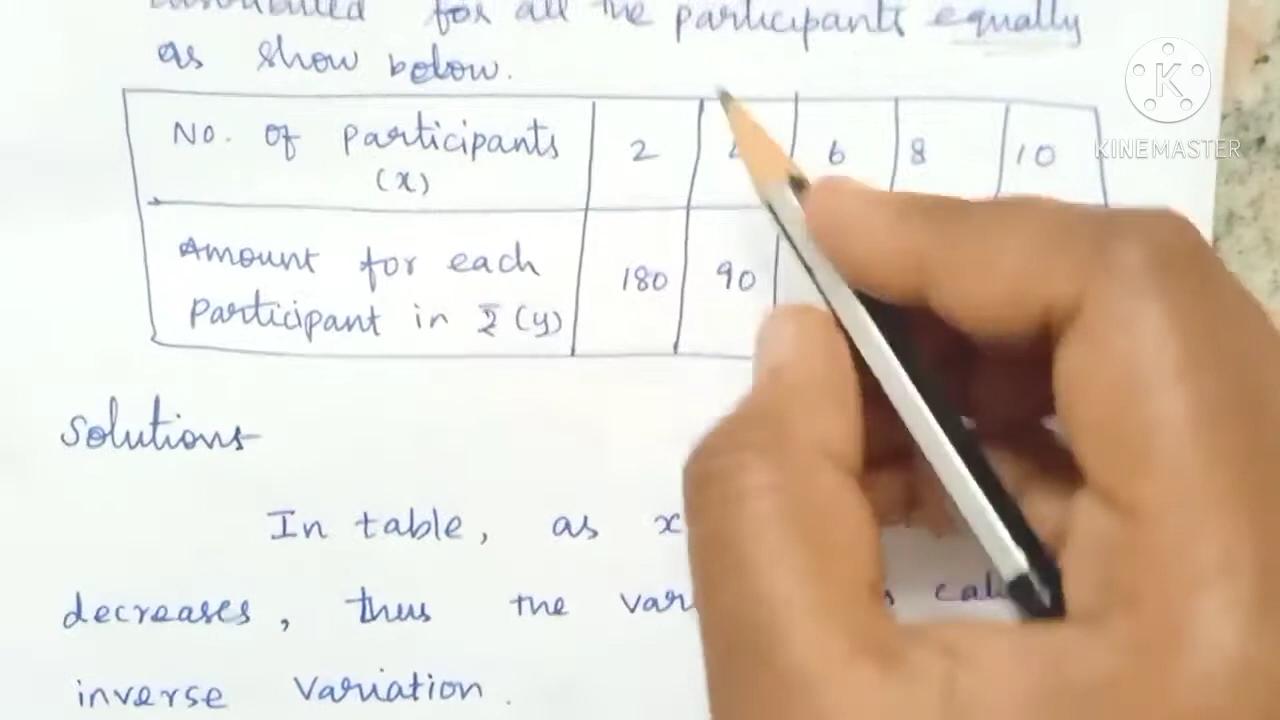 for all the participants equally
as show below.
No. of participants 2 6 8 10
(x)
Amount for each 180 90
participant in ₹ (y)
Solutions
In table, as x
decreases, thus the
inverse variation.
K
KINEMASTER